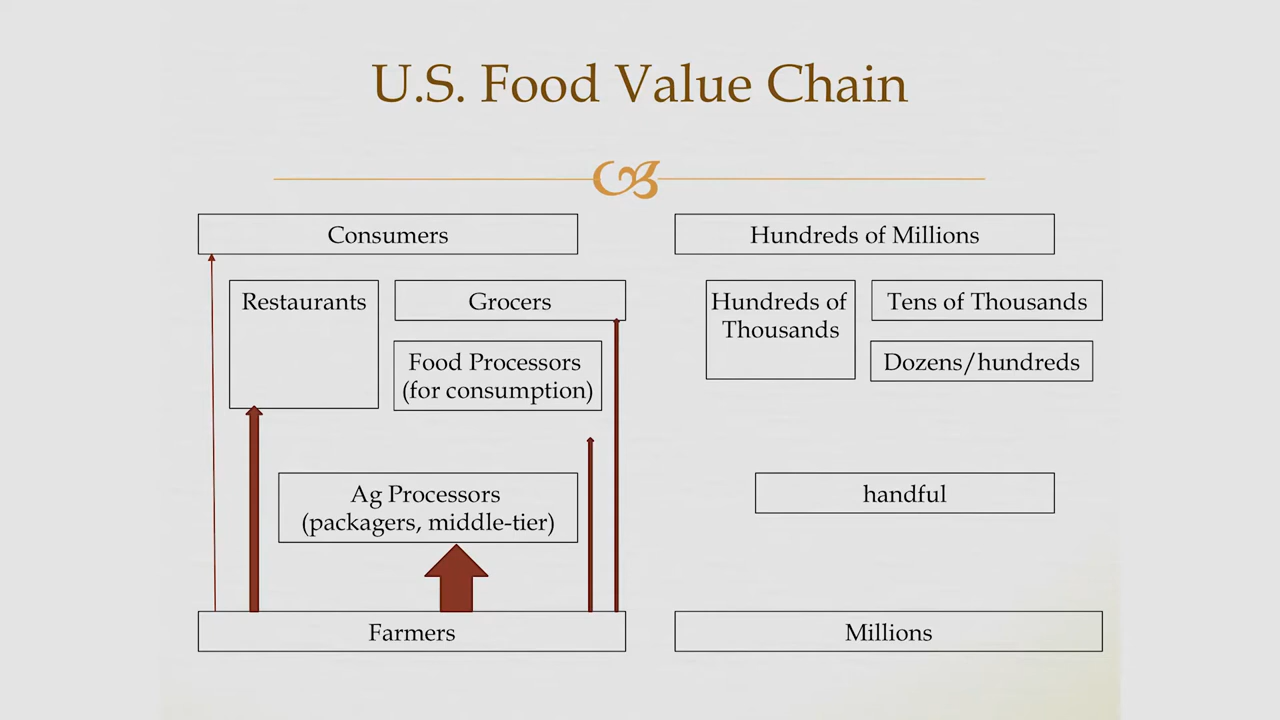 U.S. Food Value Chain
Consumers
Hundreds of Millions
Restaurants
Grocers
Hundreds of
Thousands
Tens of Thousands
Food Processors
(for consumption)
Dozens/hundreds
Ag Processors
(packagers, middle-tier)
handful
Farmers
Millions